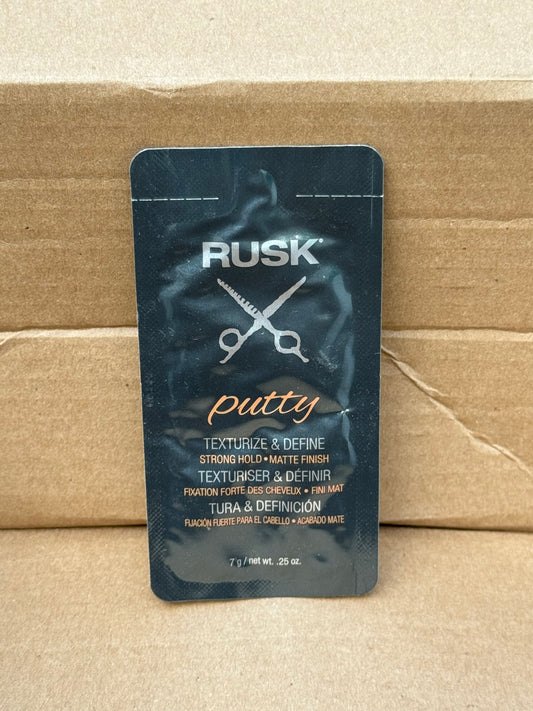 RUSK®
putty
TEXTURIZE & DEFINE
STRONG HOLD • MATTE FINISH
TEXTURISER & DÉFINIR
FIXATION FORTE DES CHEVEUX • FINI MAT
TURA & DEFINICIÓN
FIJACIÓN FUERTE PARA EL CABELLO • ACABADO MATE
7 g / net wt. .25 oz.